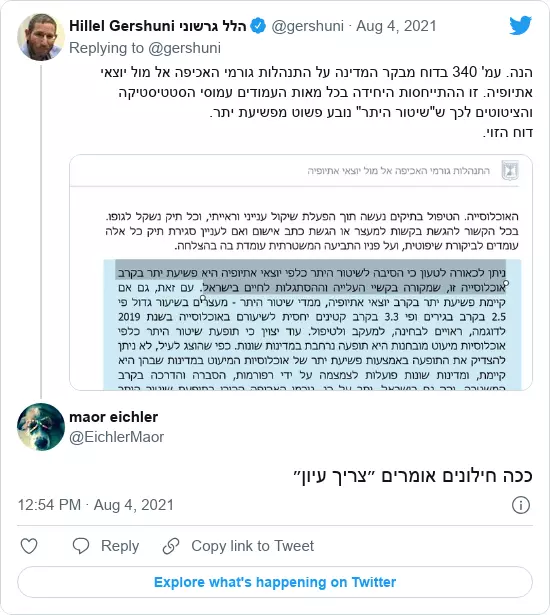 Hillel Gershuni הלל גרשוני @gershuni · Aug 4, 2021
Replying to @gershuni
הנה. עמ' 340 בדוח מבקר המדינה על התנהלות גורמי האכיפה אל מול יוצאי
אתיופיה. זו ההתייחסות היחידה בכל מאות העמודים עמוסי הסטטיסטיקה
והציטוטים לכך ש"שיטור היתר" נובע פשוט מפשיעת יתר.
דוח הזוי.
התנהלות גורמי האכיפה אל מול יוצאי אתיופיה
האוכלוסייה. הטיפול בתיקים נעשה תוך הפעלת שיקול ענייני וראייתי, וכל תיק נשקל לגופו.
בכל הקשור להגשת בקשות למעצר או הגשת כתב אישום ואם לעניין סגירת תיק כל אלה
עומדים לביקורת שיפוטית, ועל פניו התביעה המשטרתית עומדת בה בהצלחה.
ניתן לכאורה לטעון כי הסיבה לשיטור היתר כלפי יוצאי אתיופיה היא פשיעת יתר בקרב
אוכלוסייה זו, שמקורה בקשיי העלייה וההסתגלות לחיים בישראל. עם זאת, גם אם
קיימת פשיעת יתר בקרב יוצאי אתיופיה, ממדי שיטור היתר - מעצרים בשיעור גדול פי
2.5 בקרב בגירים ופי 3.3 בקרב קטינים יחסית לשיעורם באוכלוסייה בשנת 2019
לדוגמה, ראויים לבחינה, למעקב ולטיפול. עוד יצוין כי תופעת שיטור היתר כלפי
אוכלוסיות מיעוט מובחנות היא תופעה נרחבת במדינות שונות. כפי שהוצג לעיל, לא ניתן
להצדיק את התופעה באמצעות פשיעת יתר של אוכלוסיות המיעוט במדינות שבהן היא
קיימת, ומדינות שונות פועלות לצמצמה על ידי רפורמות, הסברה והדרכה בקרב
maor eichler
@EichlerMaor
ככה חילונים אומרים ״צריך עיון״
12:54 PM · Aug 4, 2021
Reply Copy link to Tweet
Explore what's happening on Twitter